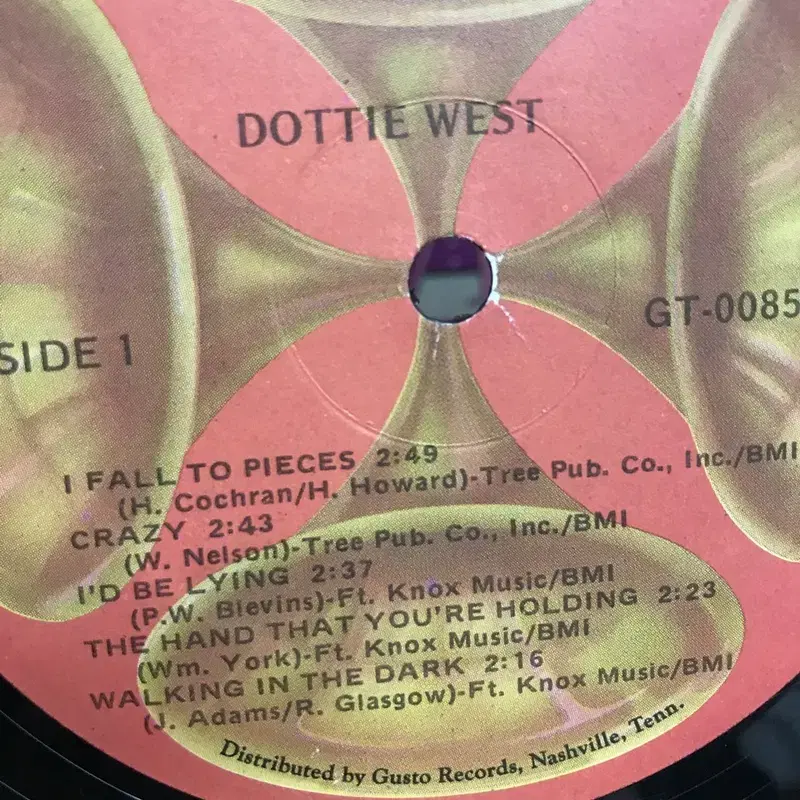 DOTTIE WEST
SIDE 1
GT-0085
I FALL TO PIECES 2:49
(H. Cochran/H. Howard)-Tree Pub. Co., Inc./BMI
CRAZY 2:43
(W. Nelson)-Tree Pub. Co., Inc./BMI
I'D BE LYING 2:37
(P.W. Blevins)-Ft. Knox Music/BMI
THE HAND THAT YOU'RE HOLDING 2:23
(Wm. York)-Ft. Knox Music/BMI
WALKING IN THE DARK 2:16
(J. Adams/R. Glasgow)-Ft. Knox Music/BMI
Distributed by Gusto Records, Nashville, Tenn.